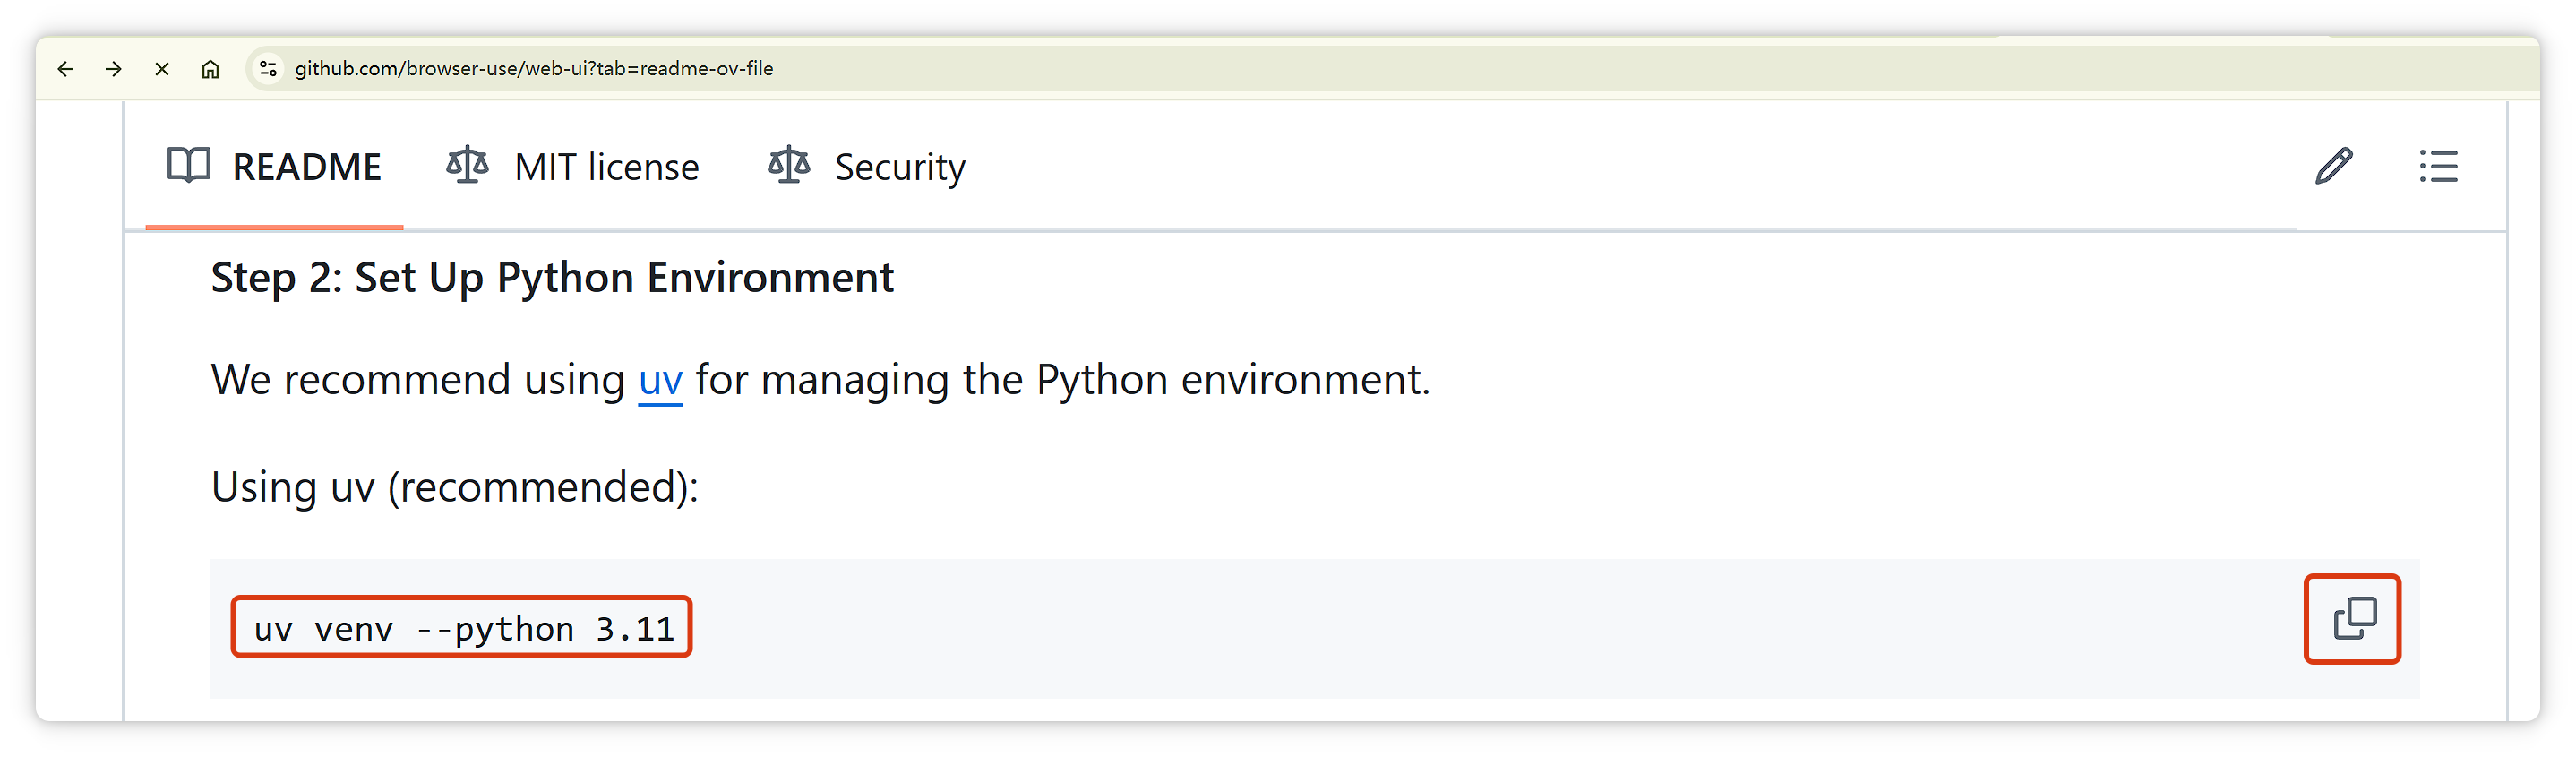 github.com/browser-use/web-ui?tab=readme-ov-file
README MIT license Security
Step 2: Set Up Python Environment
We recommend using uv for managing the Python environment.
Using uv (recommended):
uv venv --python 3.11